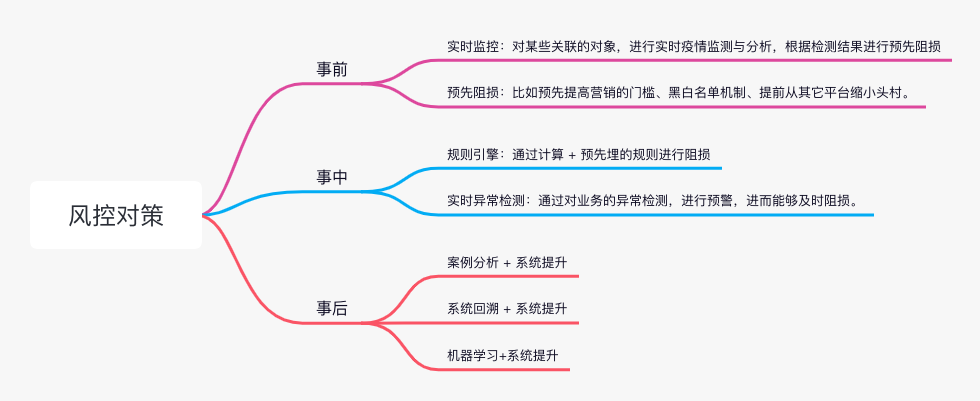 风控对策
事前
实时监控：对某些关联的对象，进行实时疫情监测与分析，根据检测结果进行预先阻损
预先阻损：比如预先提高营销的门槛、黑白名单机制、提前从其它平台缩小头村。
事中
规则引擎：通过计算 + 预先埋的规则进行阻损
实时异常检测：通过对业务的异常检测，进行预警，进而能够及时阻损。
事后
案例分析 + 系统提升
系统回溯 + 系统提升
机器学习+系统提升